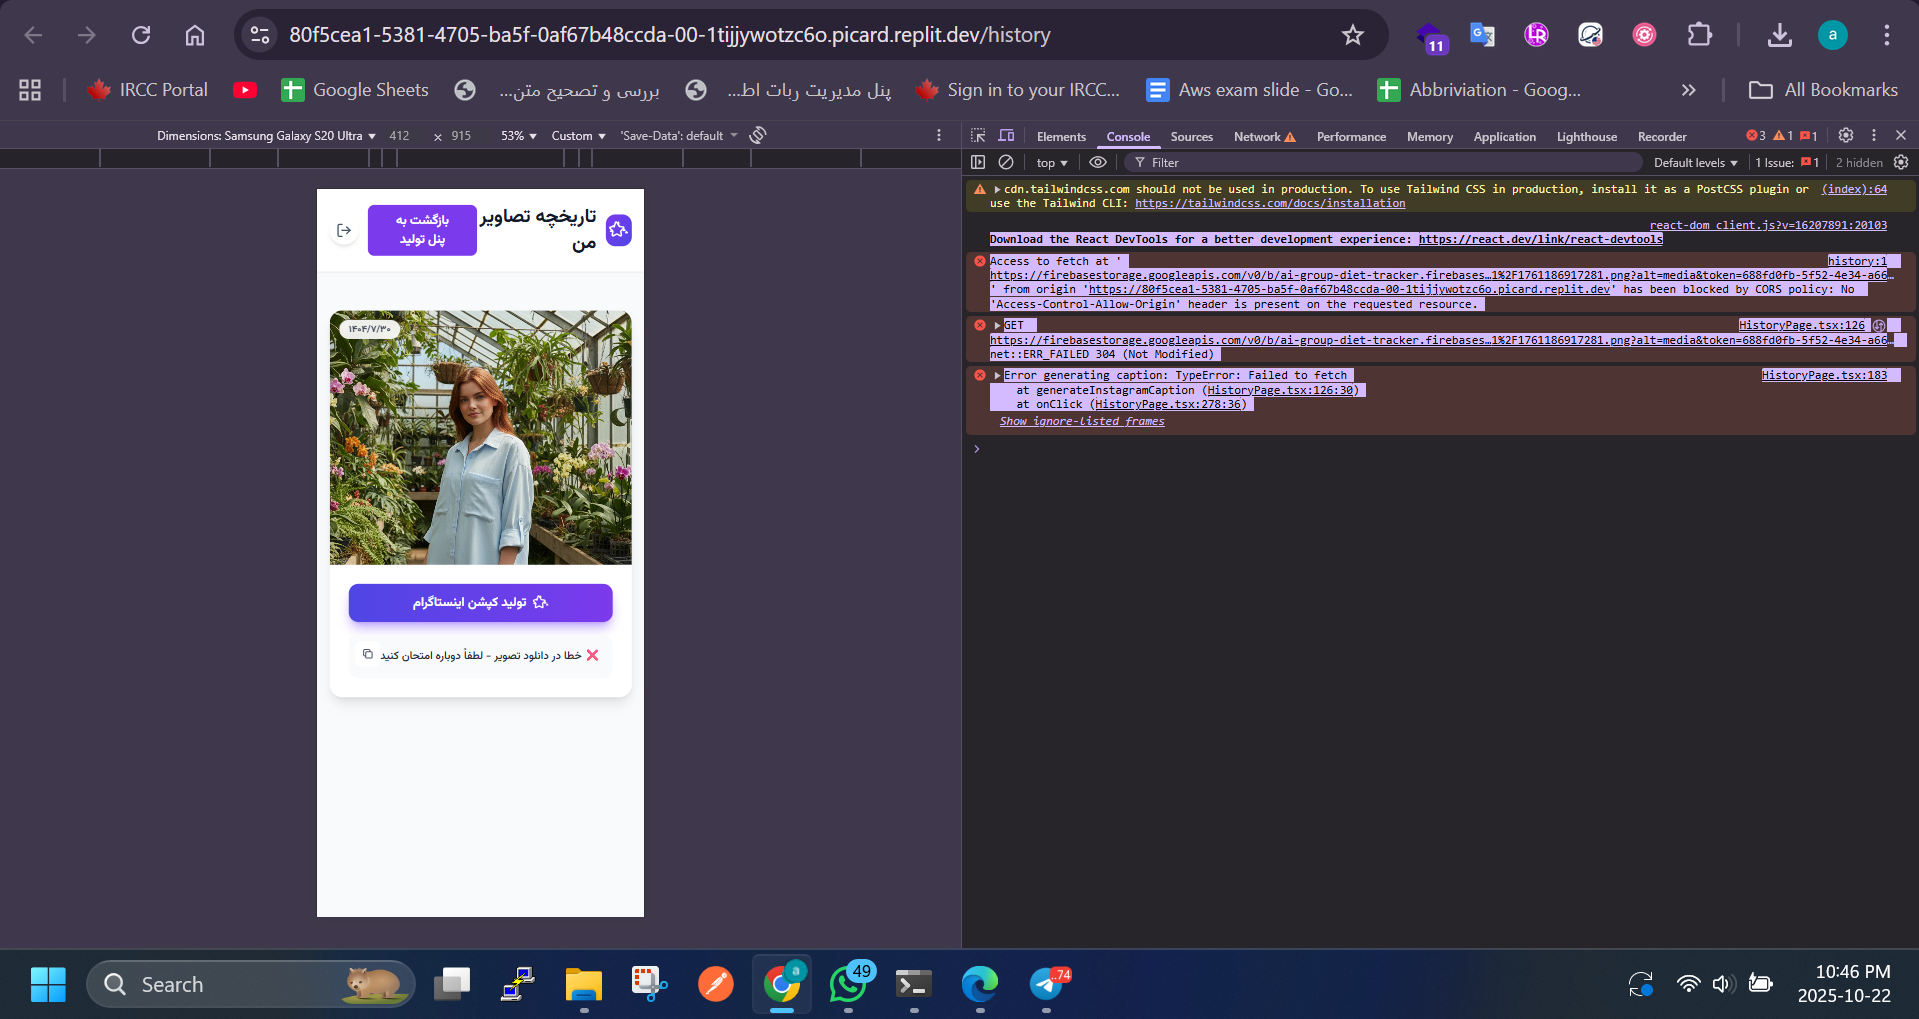 80f5cea1-5381-4705-ba5f-0af67b48ccda-00-1tijjywotzc6o.picard.replit.dev/history
11
a
IRCC Portal
Google Sheets
بررسی و تصحیح متن...
پنل مدیریت ربات اط...
Sign in to your IRCC...
Aws exam slide - Go...
Abbriviation - Goog...
All Bookmarks
Dimensions: Samsung Galaxy S20 Ultra
412 × 915
53%
Custom
'Save-Data': default
Elements
Console
Sources
Network
Performance
Memory
Application
Lighthouse
Recorder
3
1
1
top
Filter
Default levels
1 Issue: 1
2 hidden
تاریخچه تصاویر
من
بازگشت به
پنل تولید
۱۴۰۴/۷/۳۰
تولید کپشن اینستاگرام
❌ خطا در دانلود تصویر - لطفاً دوباره امتحان کنید
cdn.tailwindcss.com should not be used in production. To use Tailwind CSS in production, install it as a PostCSS plugin or (index):64
use the Tailwind CLI: https://tailwindcss.com/docs/installation
react-dom_client.js?v=16207891:20103
Download the React DevTools for a better development experience: https://react.dev/link/react-devtools
Access to fetch at ' history:1
https://firebasestorage.googleapis.com/v0/b/ai-group-diet-tracker.firebases…1%2F1761186917281.png?alt=media&token=688fd0fb-5f52-4e34-a66…
' from origin 'https://80f5cea1-5381-4705-ba5f-0af67b48ccda-00-1tijjywotzc6o.picard.replit.dev' has been blocked by CORS policy: No
'Access-Control-Allow-Origin' header is present on the requested resource.
GET HistoryPage.tsx:126
https://firebasestorage.googleapis.com/v0/b/ai-group-diet-tracker.firebases…1%2F1761186917281.png?alt=media&token=688fd0fb-5f52-4e34-a66…
net::ERR_FAILED 304 (Not Modified)
Error generating caption: TypeError: Failed to fetch HistoryPage.tsx:183
at generateInstagramCaption (HistoryPage.tsx:126:30)
at onClick (HistoryPage.tsx:278:36)
Show ignore-listed frames
Search
a
49
..74
10:46 PM
2025-10-22